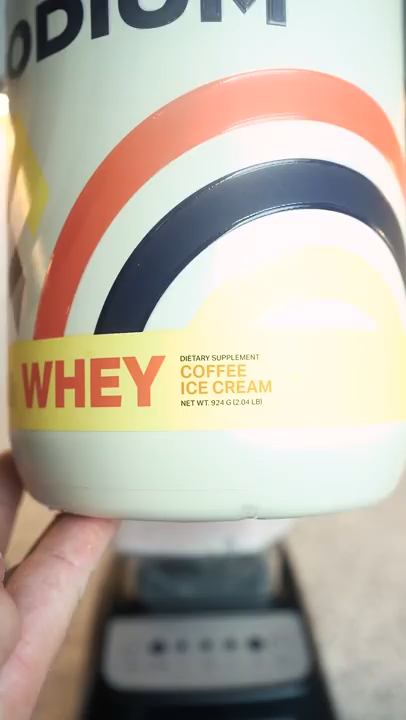 ODIUM
WHEY
DIETARY SUPPLEMENT
COFFEE
ICE CREAM
NET WT. 924 G (2.04 LB)